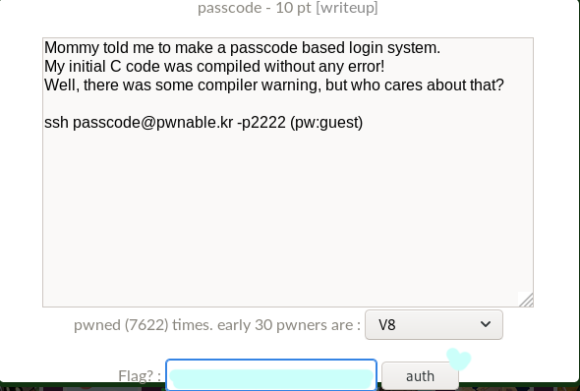 passcode - 10 pt [writeup]
Mommy told me to make a passcode based login system.
My initial C code was compiled without any error!
Well, there was some compiler warning, but who cares about that?
ssh passcode@pwnable.kr -p2222 (pw:guest)
pwned (7622) times. early 30 pwners are : V8
Flag? : auth